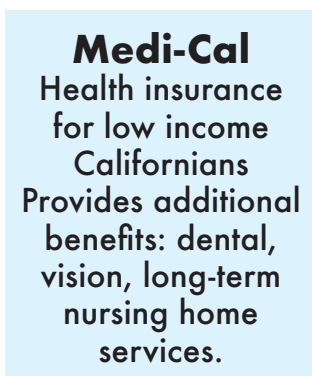 Medi-Cal
Health insurance
for low income
Californians
Provides additional
benefits: dental,
vision, long-term
nursing home
services.